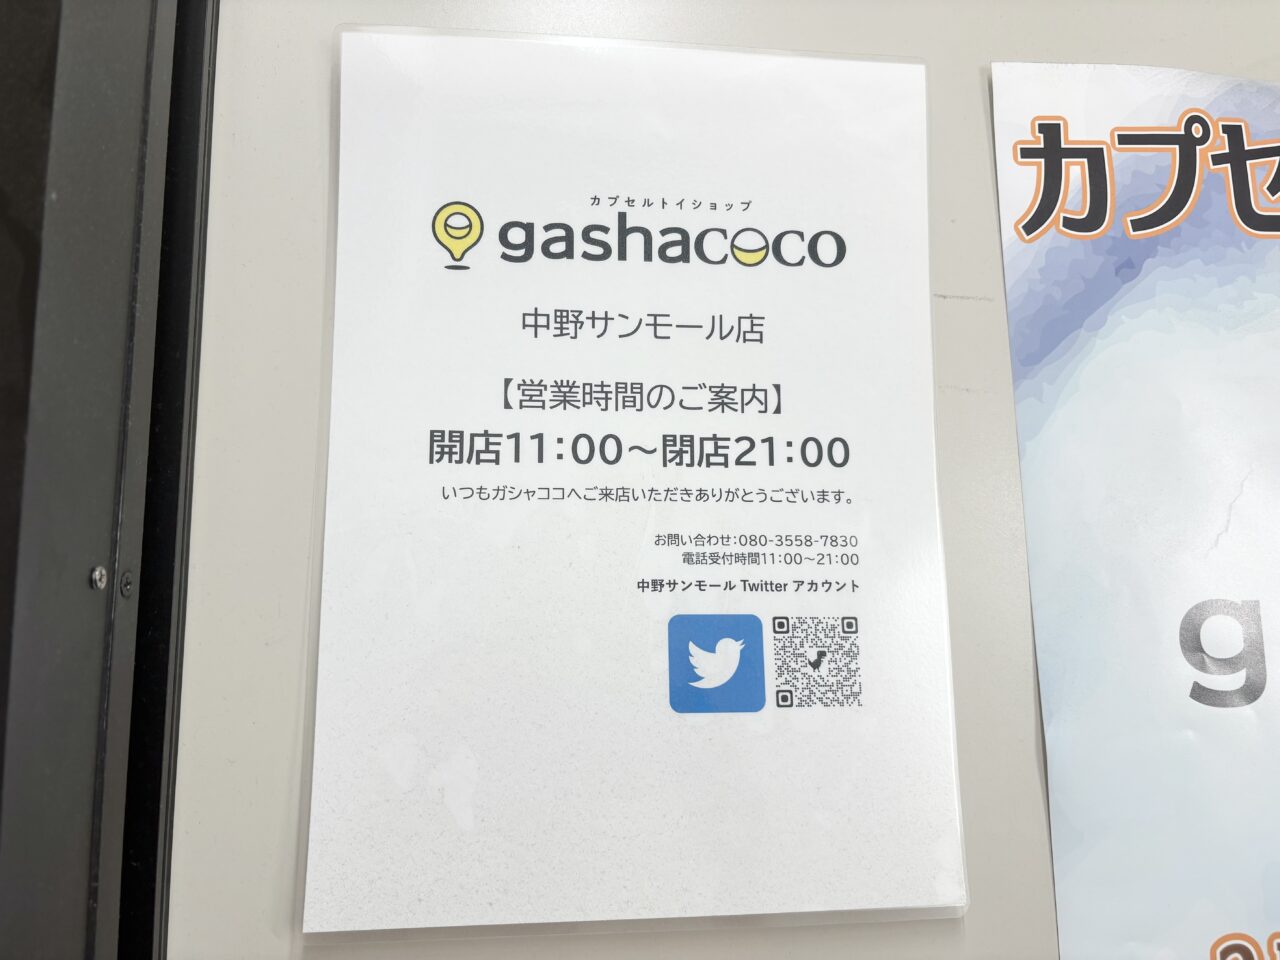 カプセルトイショップ
gashacoco
中野サンモール店
【営業時間のご案内】
開店11:00～閉店21:00
いつもガシャココへご来店いただきありがとうございます。
お問い合わせ:080-3558-7830
電話受付時間11:00～21:00
中野サンモール Twitter アカウント
カプセ
g